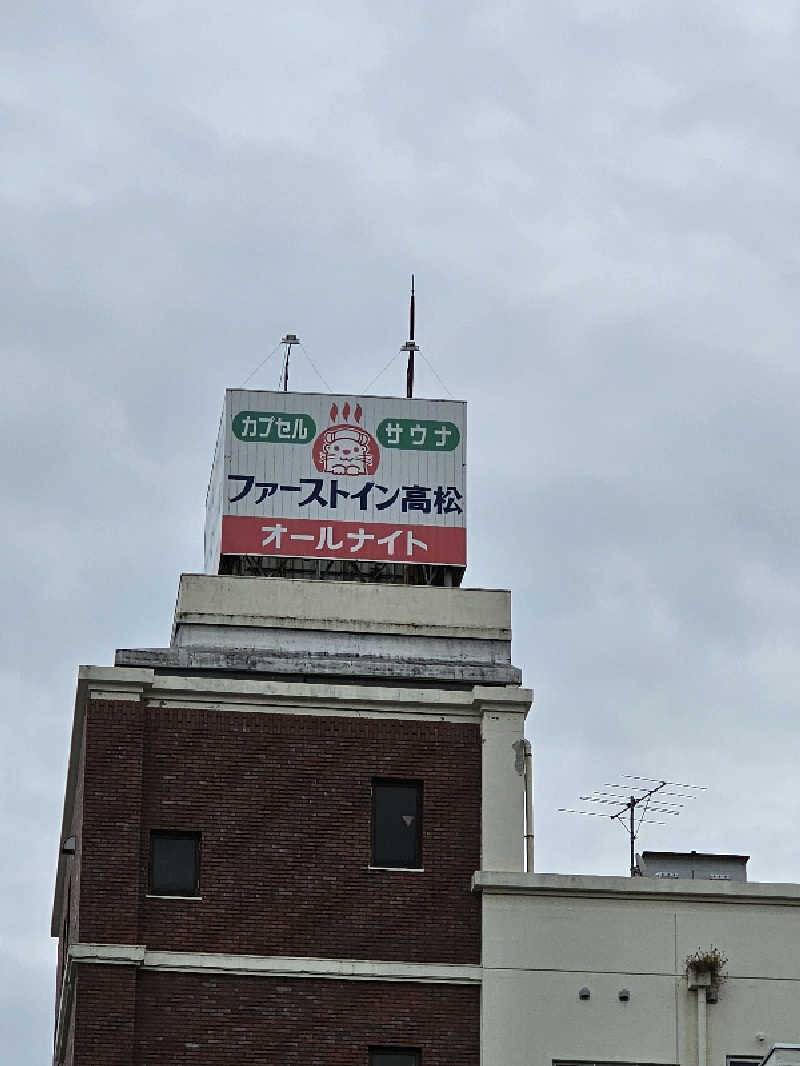 カプセル サウナ
ファーストイン高松
オールナイト